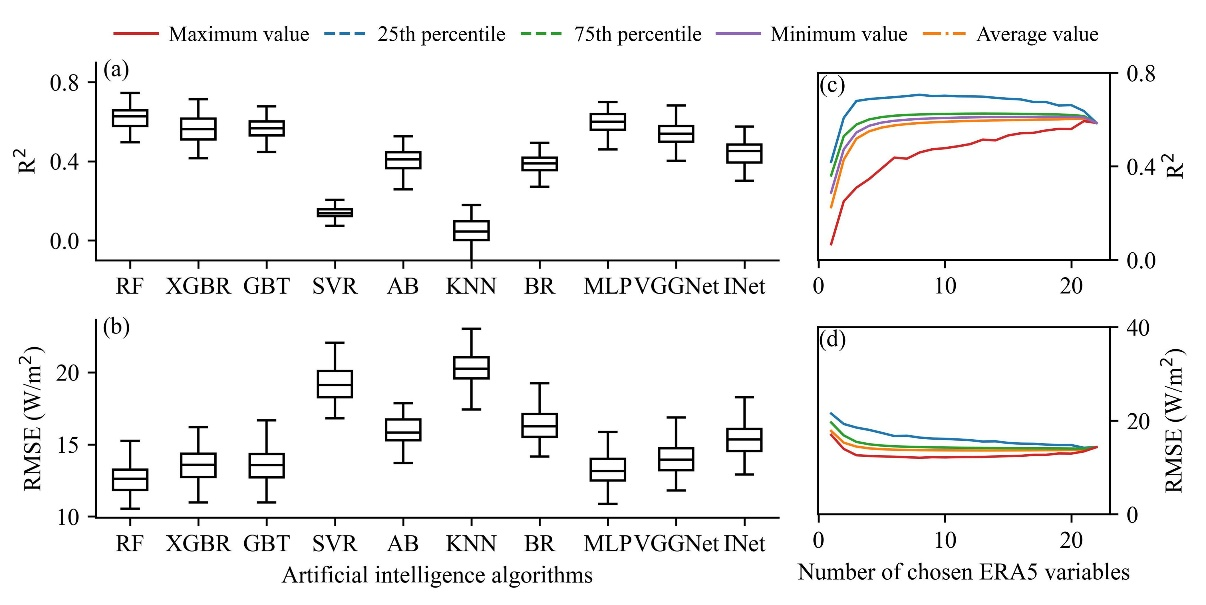 Maximum value 25th percentile 75th percentile Minimum value Average value
(a)
0.8
0.4
0.0
R²
RF XGBR GBT SVR AB KNN BR MLP VGGNet INet
(b)
20
15
10
RMSE (W/m²)
RF XGBR GBT SVR AB KNN BR MLP VGGNet INet
Artificial intelligence algorithms
(c)
0.8
0.4
0.0
R²
0 10 20
(d)
40
20
0
RMSE (W/m²)
0 10 20
Number of chosen ERA5 variables